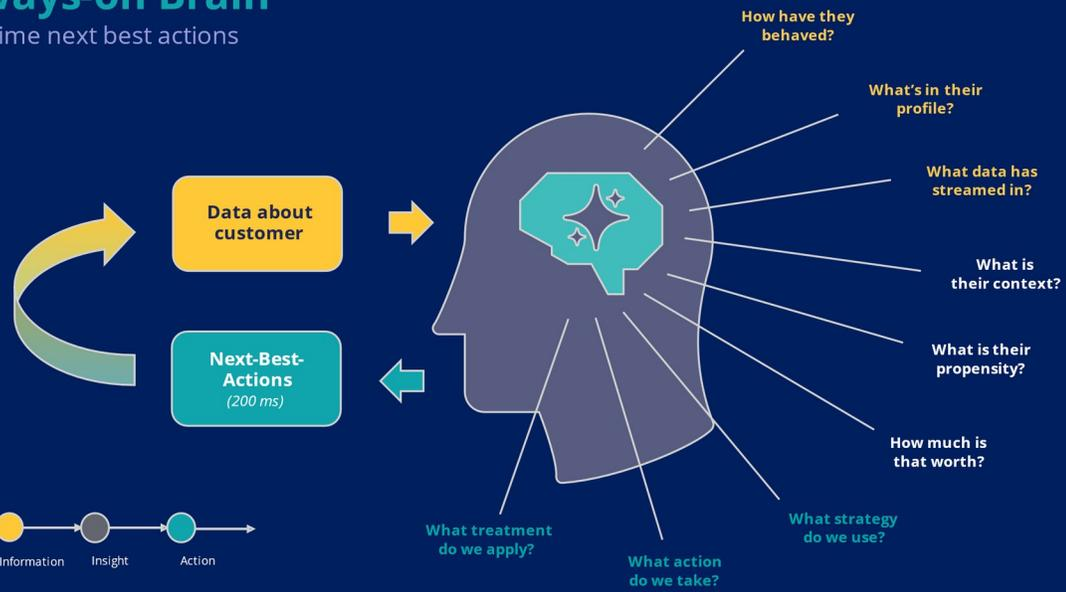 Brain
next best actions
How have they
behaved?
What's in their
profile?
Data about
customer
What data has
streamed in?
What is
their context?
Next-Best-
Actions
(200 ms)
What is their
propensity?
How much is
that worth?
What treatment
do we apply?
What strategy
do we use?
What action
do we take?
Information
Insight
Action